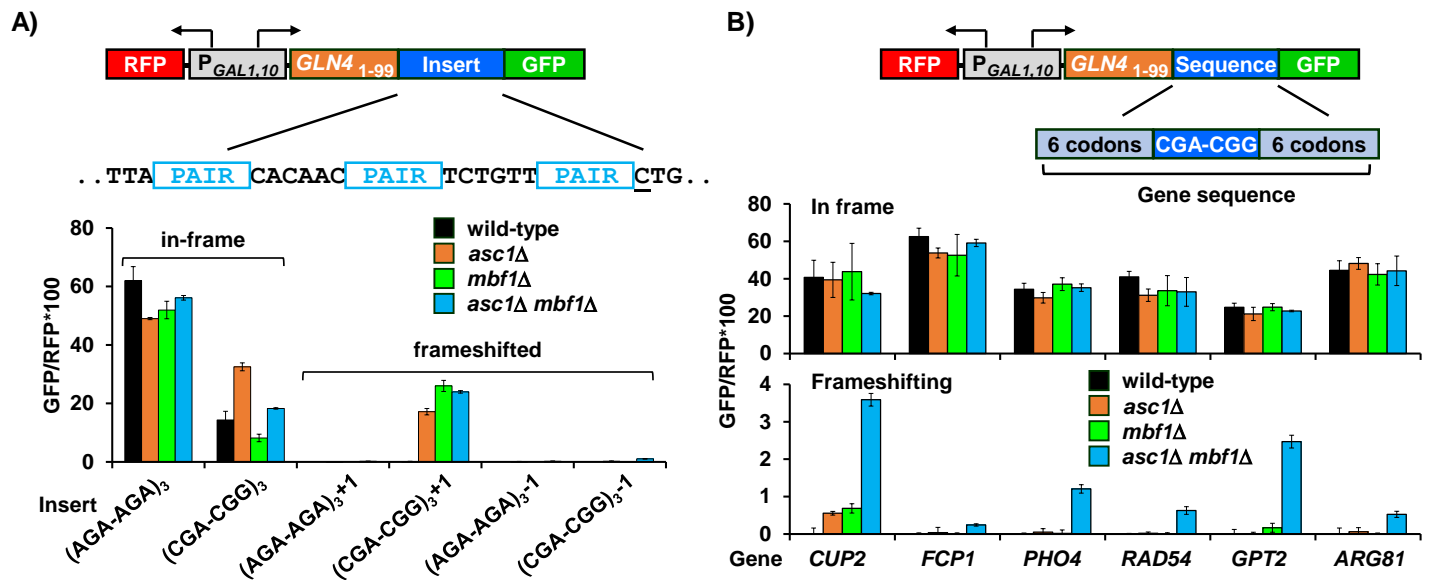 A)
RFP P GAL1,10 GLN4 1-99 Insert GFP
..TTA PAIR CACAAC PAIR TCTGTT PAIR CTG..
wild-type
asc1Δ
mbf1Δ
asc1Δ mbf1Δ
in-frame
frameshifted
GFP/RFP*100
80
60
40
20
0
Insert
(AGA-AGA)3
(CGA-CGG)3
(AGA-AGA)3+1
(CGA-CGG)3+1
(AGA-AGA)3-1
(CGA-CGG)3-1
B)
RFP P GAL1,10 GLN4 1-99 Sequence GFP
6 codons CGA-CGG 6 codons
Gene sequence
In frame
80
60
40
20
0
GFP/RFP*100
Frameshifting
wild-type
asc1Δ
mbf1Δ
asc1Δ mbf1Δ
4
3
2
1
0
Gene CUP2 FCP1 PHO4 RAD54 GPT2 ARG81